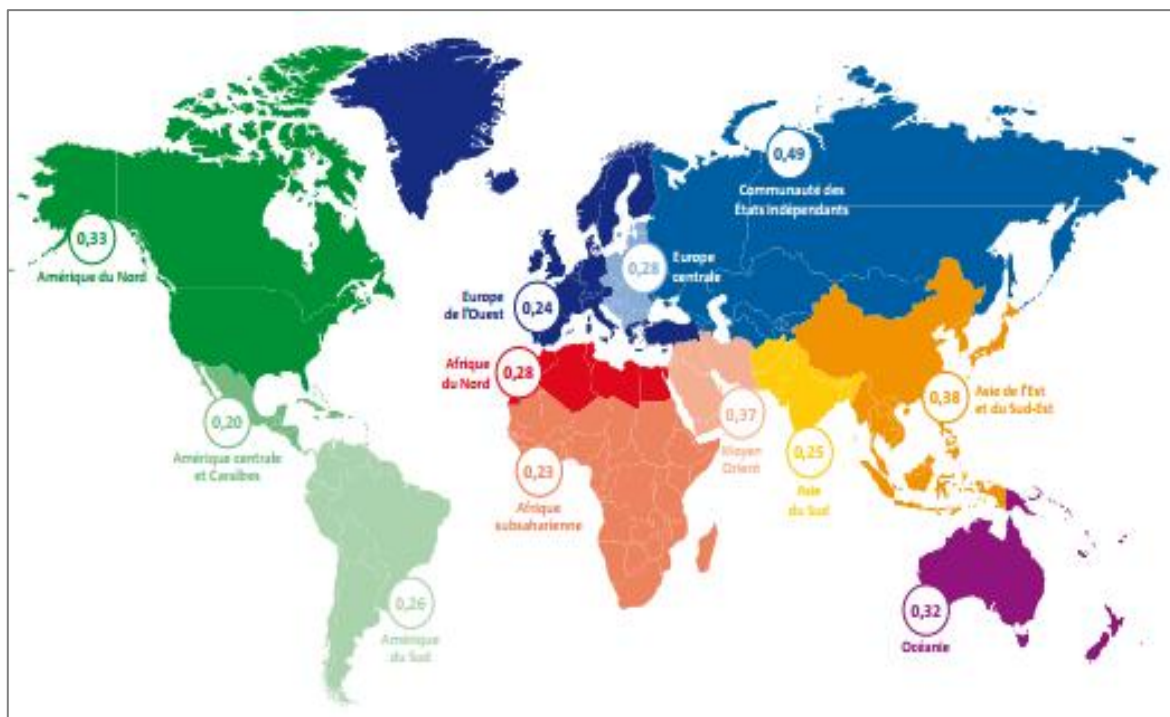 0,49
Communauté des
États indépendants
0,33
Amérique du Nord
0,28
Europe
centrale
Europe
de l'Ouest
0,24
Afrique
du Nord
0,28
0,37
Moyen
Orient
0,38
Asie de l'Est
et du Sud-Est
0,20
Amérique centrale
et Caraïbes
0,23
Afrique
subsaharienne
0,25
Asie
du Sud
0,26
Amérique
du Sud
0,32
Océanie